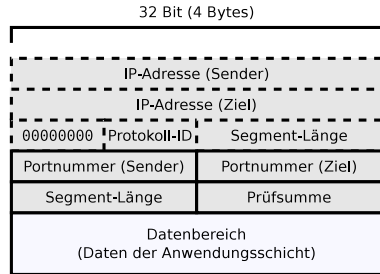 32 Bit (4 Bytes)
IP-Adresse (Sender)
IP-Adresse (Ziel)
00000000 Protokoll-ID Segment-Länge
Portnummer (Sender) Portnummer (Ziel)
Segment-Länge Prüfsumme
Datenbereich
(Daten der Anwendungsschicht)